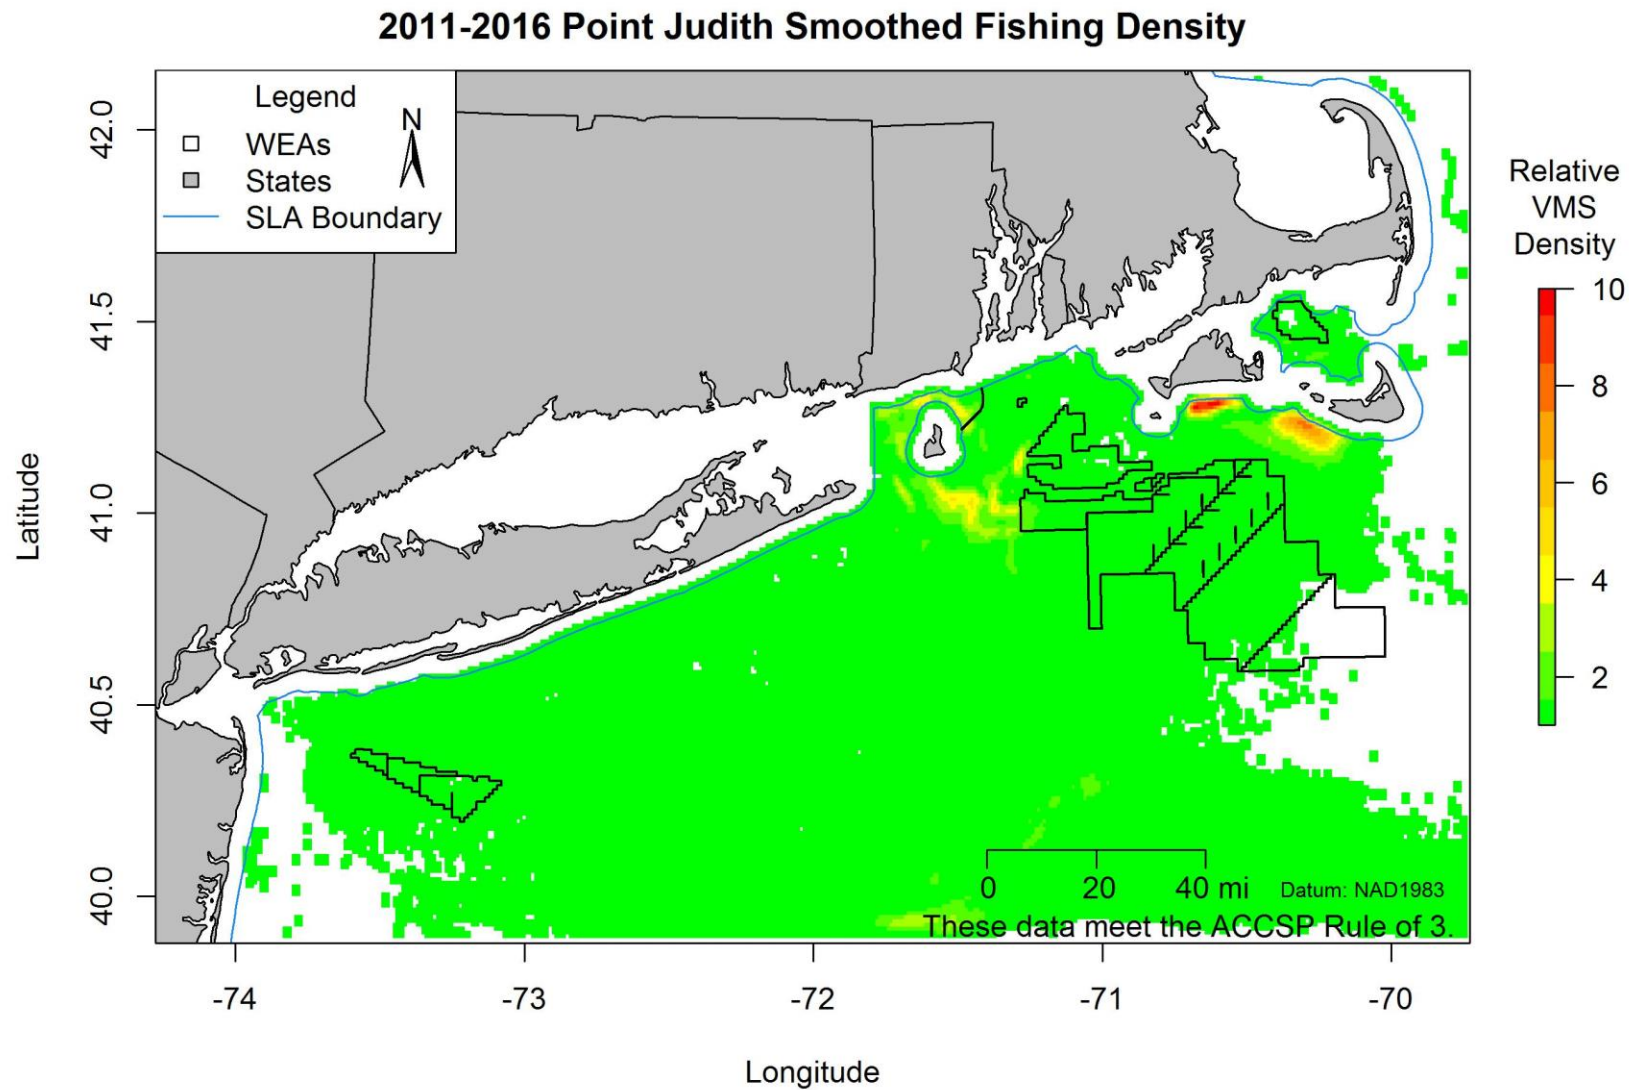 2011-2016 Point Judith Smoothed Fishing Density
Legend
N
WEAs
States
SLA Boundary
Relative
VMS
Density
10
8
6
4
2
Latitude
42.0
41.5
41.0
40.5
40.0
0 20 40 mi Datum: NAD1983
These data meet the ACCSP Rule of 3.
-74 -73 -72 -71 -70
Longitude